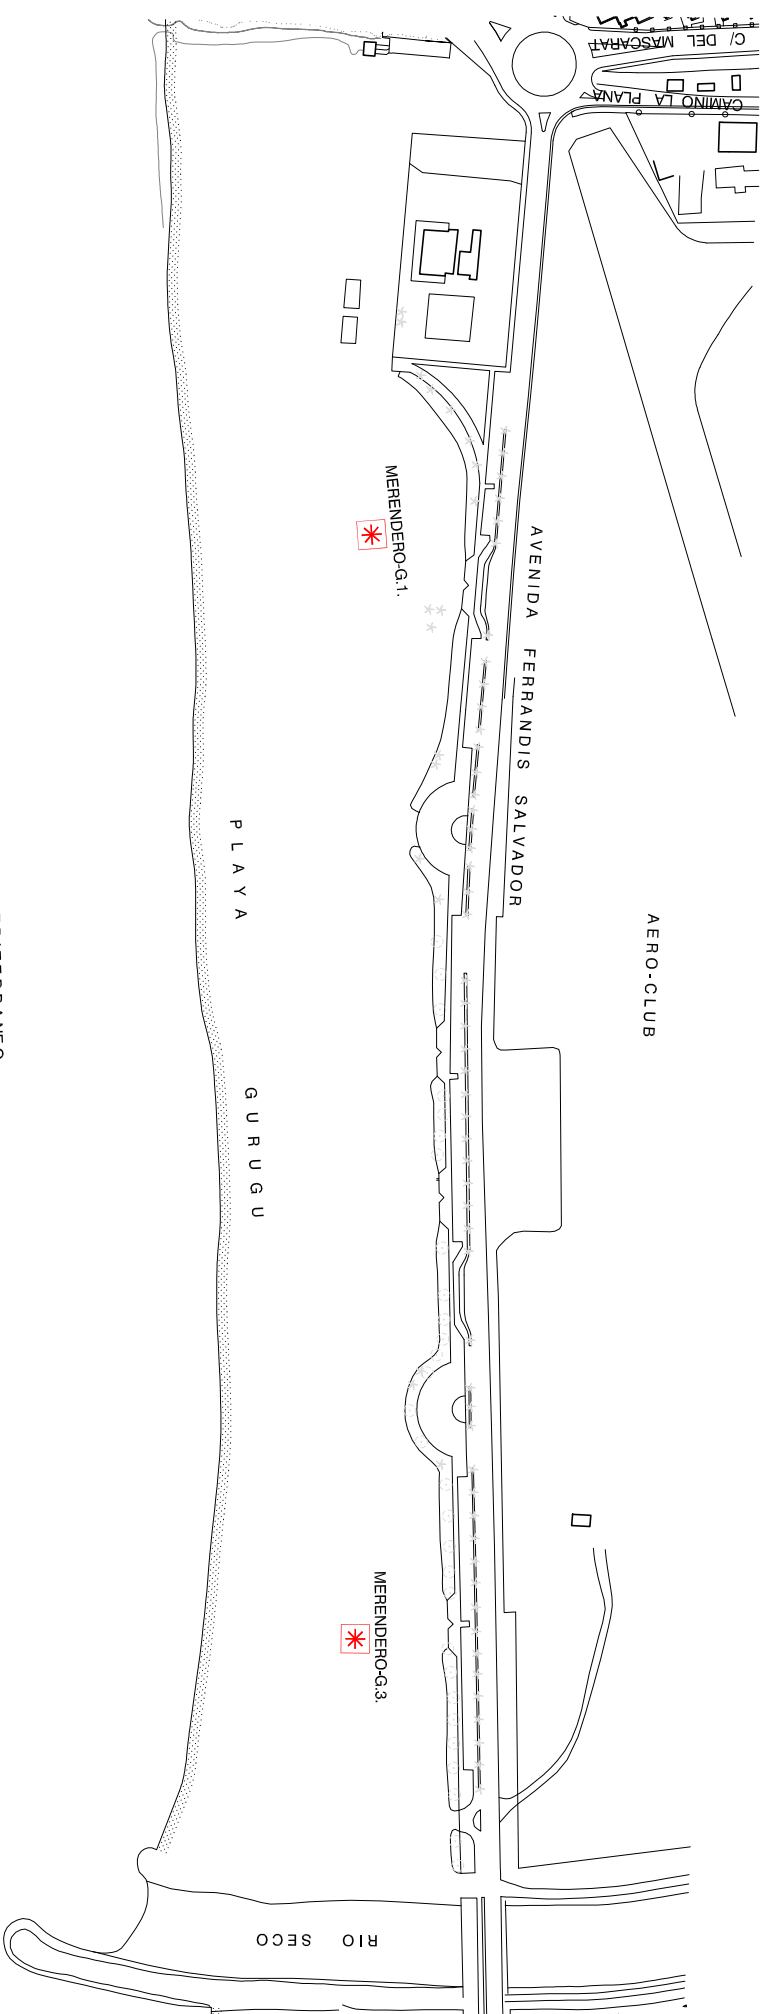 C/ DEL MASCARAT
CAMINO LA PLANA
MERENDERO-G.1.
AVENIDA FERRANDIS SALVADOR
PLAYA GURUGU
AERO-CLUB
MERENDERO-G.3.
RIO SECO